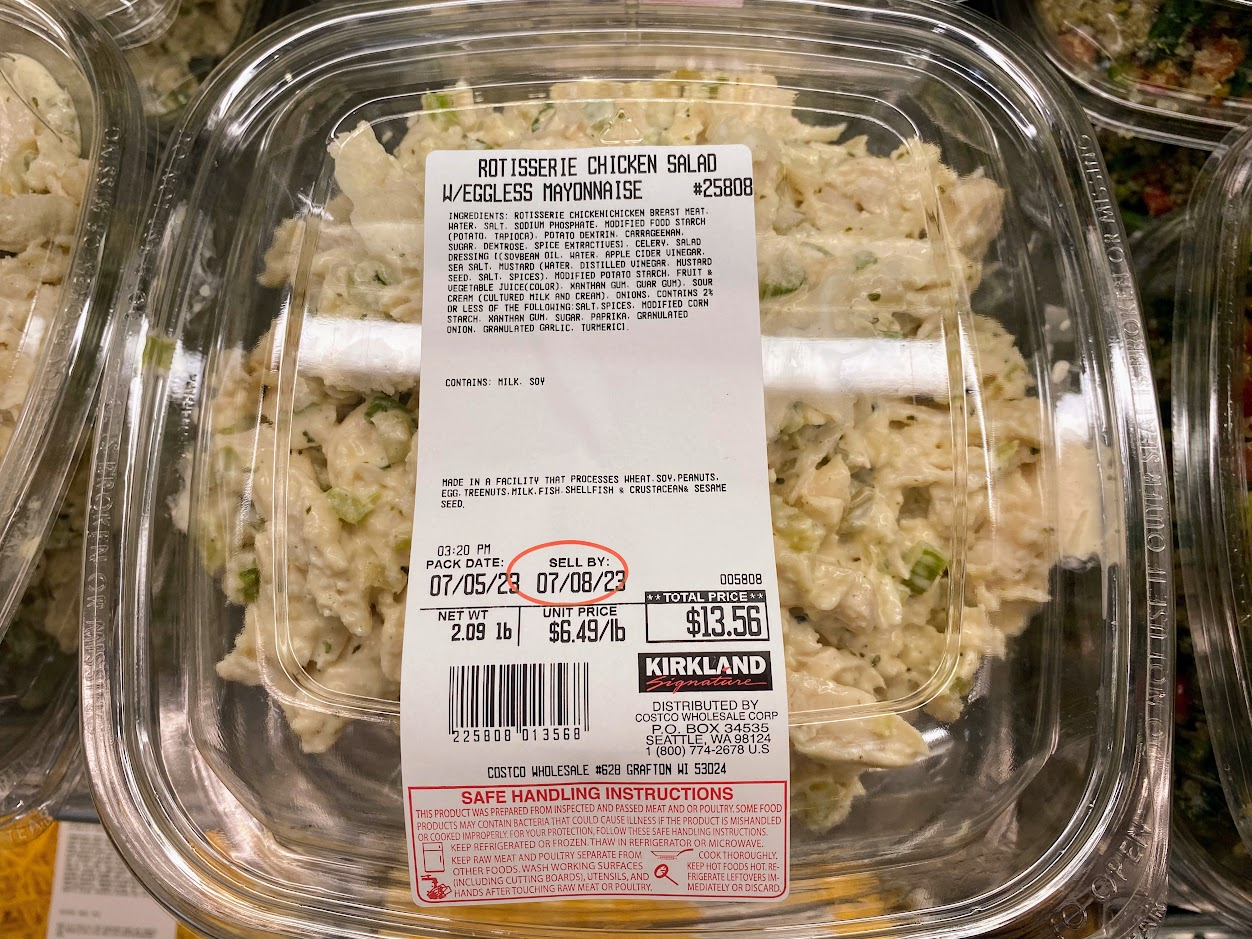 ROTISSERIE CHICKEN SALAD
W/EGGLESS MAYONNAISE #25808
INGREDIENTS: ROTISSERIE CHICKEN[CHICKEN BREAST MEAT,
WATER, SALT, SODIUM PHOSPHATE, MODIFIED FOOD STARCH
(POTATO, TAPIOCA), POTATO DEXTRIN, CARRAGEENAN,
SUGAR, DEXTROSE, SPICE EXTRACTIVES], CELERY, SALAD
DRESSING [(SOYBEAN OIL, WATER, APPLE CIDER VINEGAR,
SEA SALT, MUSTARD (WATER, DISTILLED VINEGAR, MUSTARD
SEED, SALT, SPICES), MODIFIED POTATO STARCH, FRUIT &
VEGETABLE JUICE(COLOR), XANTHAN GUM, GUAR GUM), SOUR
CREAM (CULTURED MILK AND CREAM), ONIONS, CONTAINS 2%
OR LESS OF THE FOLLOWING:SALT,SPICES, MODIFIED CORN
STARCH, XANTHAN GUM, SUGAR, PAPRIKA, GRANULATED
ONION, GRANULATED GARLIC, TURMERIC].
CONTAINS: MILK, SOY
MADE IN A FACILITY THAT PROCESSES WHEAT,SOY,PEANUTS,
EGG,TREENUTS,MILK,FISH,SHELLFISH & CRUSTACEAN& SESAME
SEED.
03:20 PM
PACK DATE: SELL BY:
07/05/23 07/08/23 005808
NET WT UNIT PRICE **TOTAL PRICE**
2.09 lb $6.49/lb $13.56
225808 013568
KIRKLAND
Signature
DISTRIBUTED BY
COSTCO WHOLESALE CORP
P.O. BOX 34535
SEATTLE, WA 98124
1 (800) 774-2678 U.S
COSTCO WHOLESALE #628 GRAFTON WI 53024
SAFE HANDLING INSTRUCTIONS
THIS PRODUCT WAS PREPARED FROM INSPECTED AND PASSED MEAT AND OR POULTRY. SOME FOOD
PRODUCTS MAY CONTAIN BACTERIA THAT COULD CAUSE ILLNESS IF THE PRODUCT IS MISHANDLED
OR COOKED IMPROPERLY. FOR YOUR PROTECTION, FOLLOW THESE SAFE HANDLING INSTRUCTIONS.
KEEP REFRIGERATED OR FROZEN. THAW IN REFRIGERATOR OR MICROWAVE.
KEEP RAW MEAT AND POULTRY SEPARATE FROM
OTHER FOODS. WASH WORKING SURFACES
(INCLUDING CUTTING BOARDS), UTENSILS, AND
HANDS AFTER TOUCHING RAW MEAT OR POULTRY.
COOK THOROUGHLY.
KEEP HOT FOODS HOT. RE-
FRIGERATE LEFTOVERS IM-
MEDIATELY OR DISCARD.